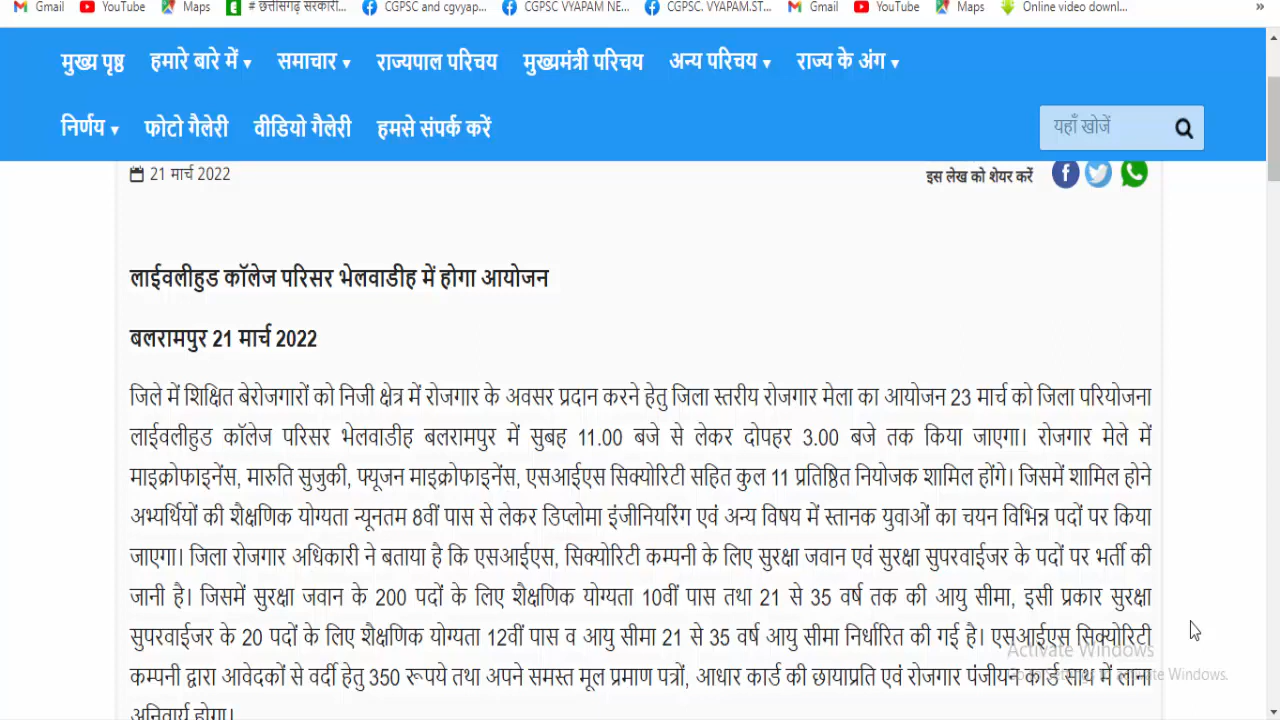 Gmail YouTube Maps # छत्तीसगढ़ सरकारी... CGPSC and cgvyap... CGPSC VYAPAM NE... CGPSC. VYAPAM.ST... Gmail YouTube Maps Online video downl... »
मुख्य पृष्ठ हमारे बारे में ▾ समाचार ▾ राज्यपाल परिचय मुख्यमंत्री परिचय अन्य परिचय ▾ राज्य के अंग ▾
निर्णय ▾ फोटो गैलेरी वीडियो गैलेरी हमसे संपर्क करें यहाँ खोजें
21 मार्च 2022 इस लेख को शेयर करें
लाईवलीहुड कॉलेज परिसर भेलवाडीह में होगा आयोजन
बलरामपुर 21 मार्च 2022
जिले में शिक्षित बेरोजगारों को निजी क्षेत्र में रोजगार के अवसर प्रदान करने हेतु जिला स्तरीय रोजगार मेला का आयोजन 23 मार्च को जिला परियोजना
लाईवलीहुड कॉलेज परिसर भेलवाडीह बलरामपुर में सुबह 11.00 बजे से लेकर दोपहर 3.00 बजे तक किया जाएगा। रोजगार मेले में
माइक्रोफाइनेंस, मारुति सुजुकी, फ्यूजन माइक्रोफाइनेंस, एसआईएस सिक्योरिटी सहित कुल 11 प्रतिष्ठित नियोजक शामिल होंगे। जिसमें शामिल होने
अभ्यर्थियों की शैक्षणिक योग्यता न्यूनतम 8वीं पास से लेकर डिप्लोमा इंजीनियरिंग एवं अन्य विषय में स्तानक युवाओं का चयन विभिन्न पदों पर किया
जाएगा। जिला रोजगार अधिकारी ने बताया है कि एसआईएस, सिक्योरिटी कम्पनी के लिए सुरक्षा जवान एवं सुरक्षा सुपरवाईजर के पदों पर भर्ती की
जानी है। जिसमें सुरक्षा जवान के 200 पदों के लिए शैक्षणिक योग्यता 10वीं पास तथा 21 से 35 वर्ष तक की आयु सीमा, इसी प्रकार सुरक्षा
सुपरवाईजर के 20 पदों के लिए शैक्षणिक योग्यता 12वीं पास व आयु सीमा 21 से 35 वर्ष आयु सीमा निर्धारित की गई है। एसआईएस सिक्योरिटी
Activate Windows
कम्पनी द्वारा आवेदकों से वर्दी हेतु 350 रूपये तथा अपने समस्त मूल प्रमाण पत्रों, आधार कार्ड की छायाप्रति एवं रोजगार पंजीयन कार्ड साथ में लाना
Go to Settings to activate Windows.
अनिवार्य होगा।